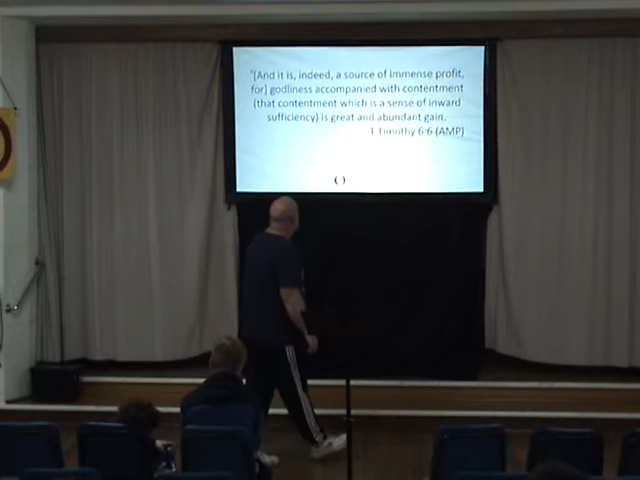 "[And it is, indeed, a source of immense profit,
for] godliness accompanied with contentment
(that contentment which is a sense of inward
sufficiency) is great and abundant gain.
1 Timothy 6:6 (AMP)
()